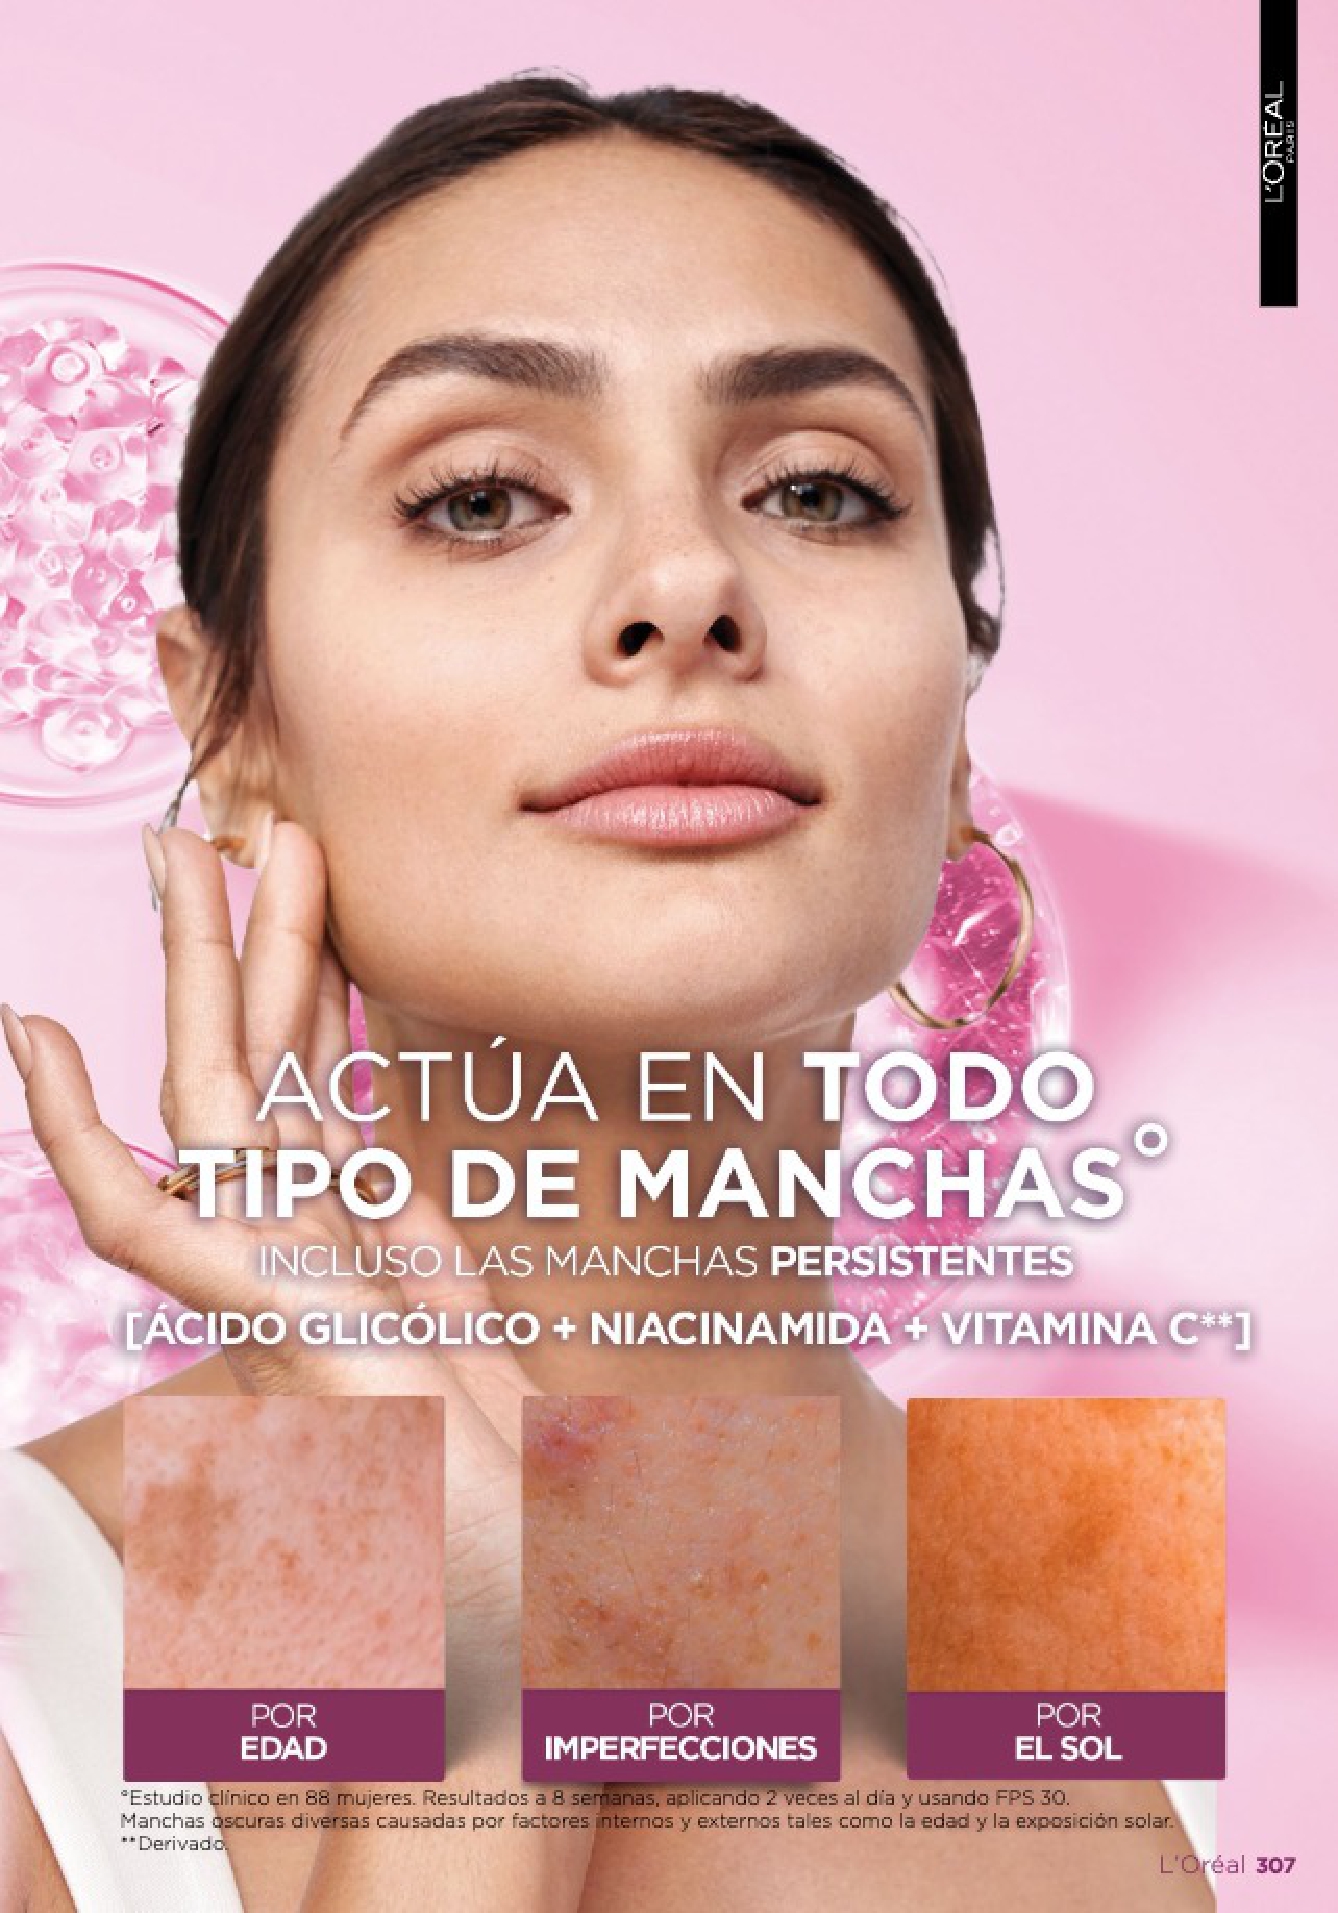 L'ORÉAL
PARIS
ACTÚA EN TODO
TIPO DE MANCHAS°
INCLUSO LAS MANCHAS PERSISTENTES
[ÁCIDO GLICÓLICO + NIACINAMIDA + VITAMINA C**]
POR
EDAD
POR
IMPERFECCIONES
POR
EL SOL
°Estudio clínico en 88 mujeres. Resultados a 8 semanas, aplicando 2 veces al día y usando FPS 30.
Manchas oscuras diversas causadas por factores internos y externos tales como la edad y la exposición solar.
**Derivado.
L'Oréal 307